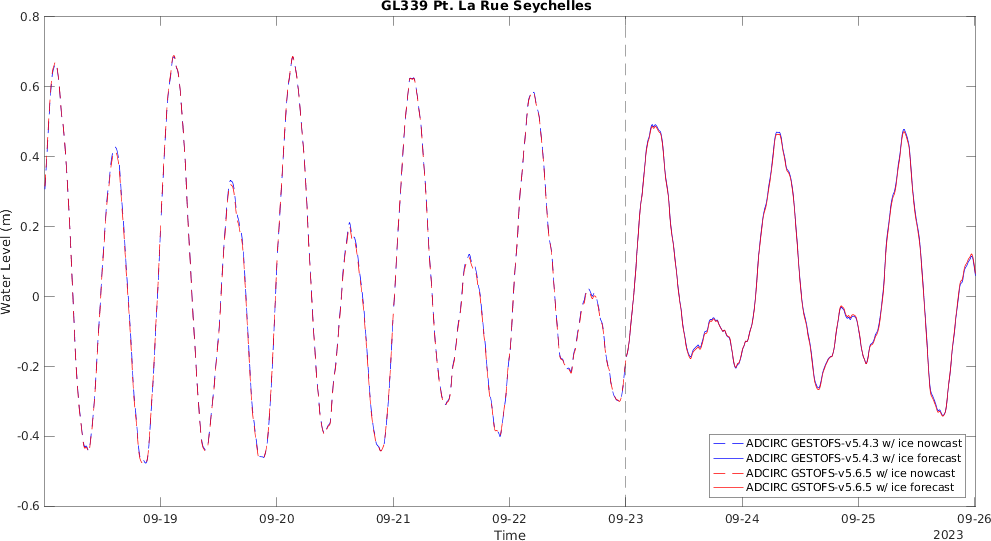 GL339 Pt. La Rue Seychelles
0.8
0.6
0.4
0.2
0
-0.2
-0.4
-0.6
Water Level (m)
ADCIRC GESTOFS-v5.4.3 w/ ice nowcast
ADCIRC GESTOFS-v5.4.3 w/ ice forecast
ADCIRC GSTOFS-v5.6.5 w/ ice nowcast
ADCIRC GSTOFS-v5.6.5 w/ ice forecast
09-19 09-20 09-21 09-22 09-23 09-24 09-25 09-26
Time
2023